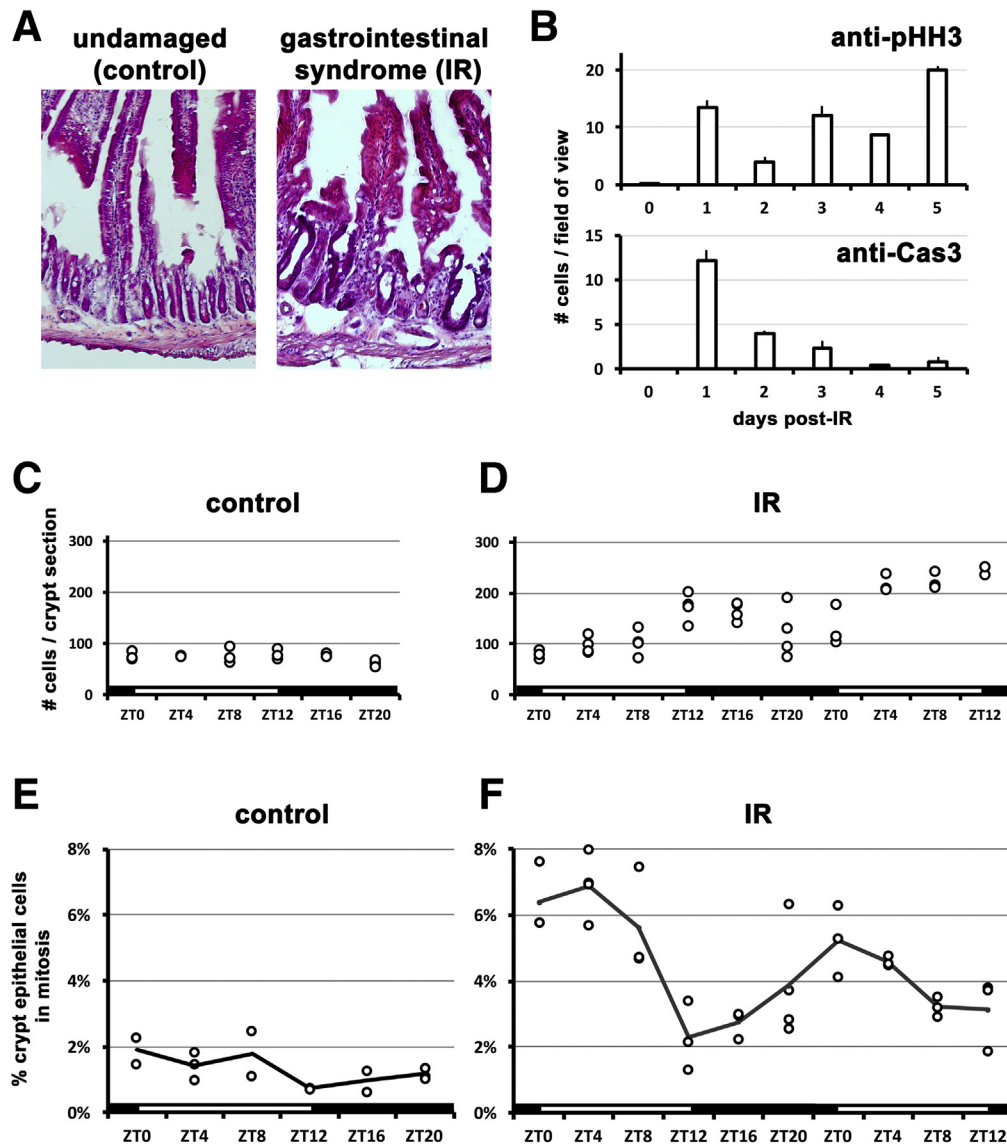 A
undamaged
(control)
gastrointestinal
syndrome (IR)
B
anti-pHH3
20
10
0
0 1 2 3 4 5
anti-Cas3
15
10
5
0
0 1 2 3 4 5
# cells / field of view
days post-IR
C
control
# cells / crypt section
300
200
100
0
ZT0 ZT4 ZT8 ZT12 ZT16 ZT20
D
IR
300
200
100
0
ZT0 ZT4 ZT8 ZT12 ZT16 ZT20 ZT0 ZT4 ZT8 ZT12
E
control
% crypt epithelial cells
in mitosis
8%
6%
4%
2%
0%
ZT0 ZT4 ZT8 ZT12 ZT16 ZT20
F
IR
8%
6%
4%
2%
0%
ZT0 ZT4 ZT8 ZT12 ZT16 ZT20 ZT0 ZT4 ZT8 ZT12